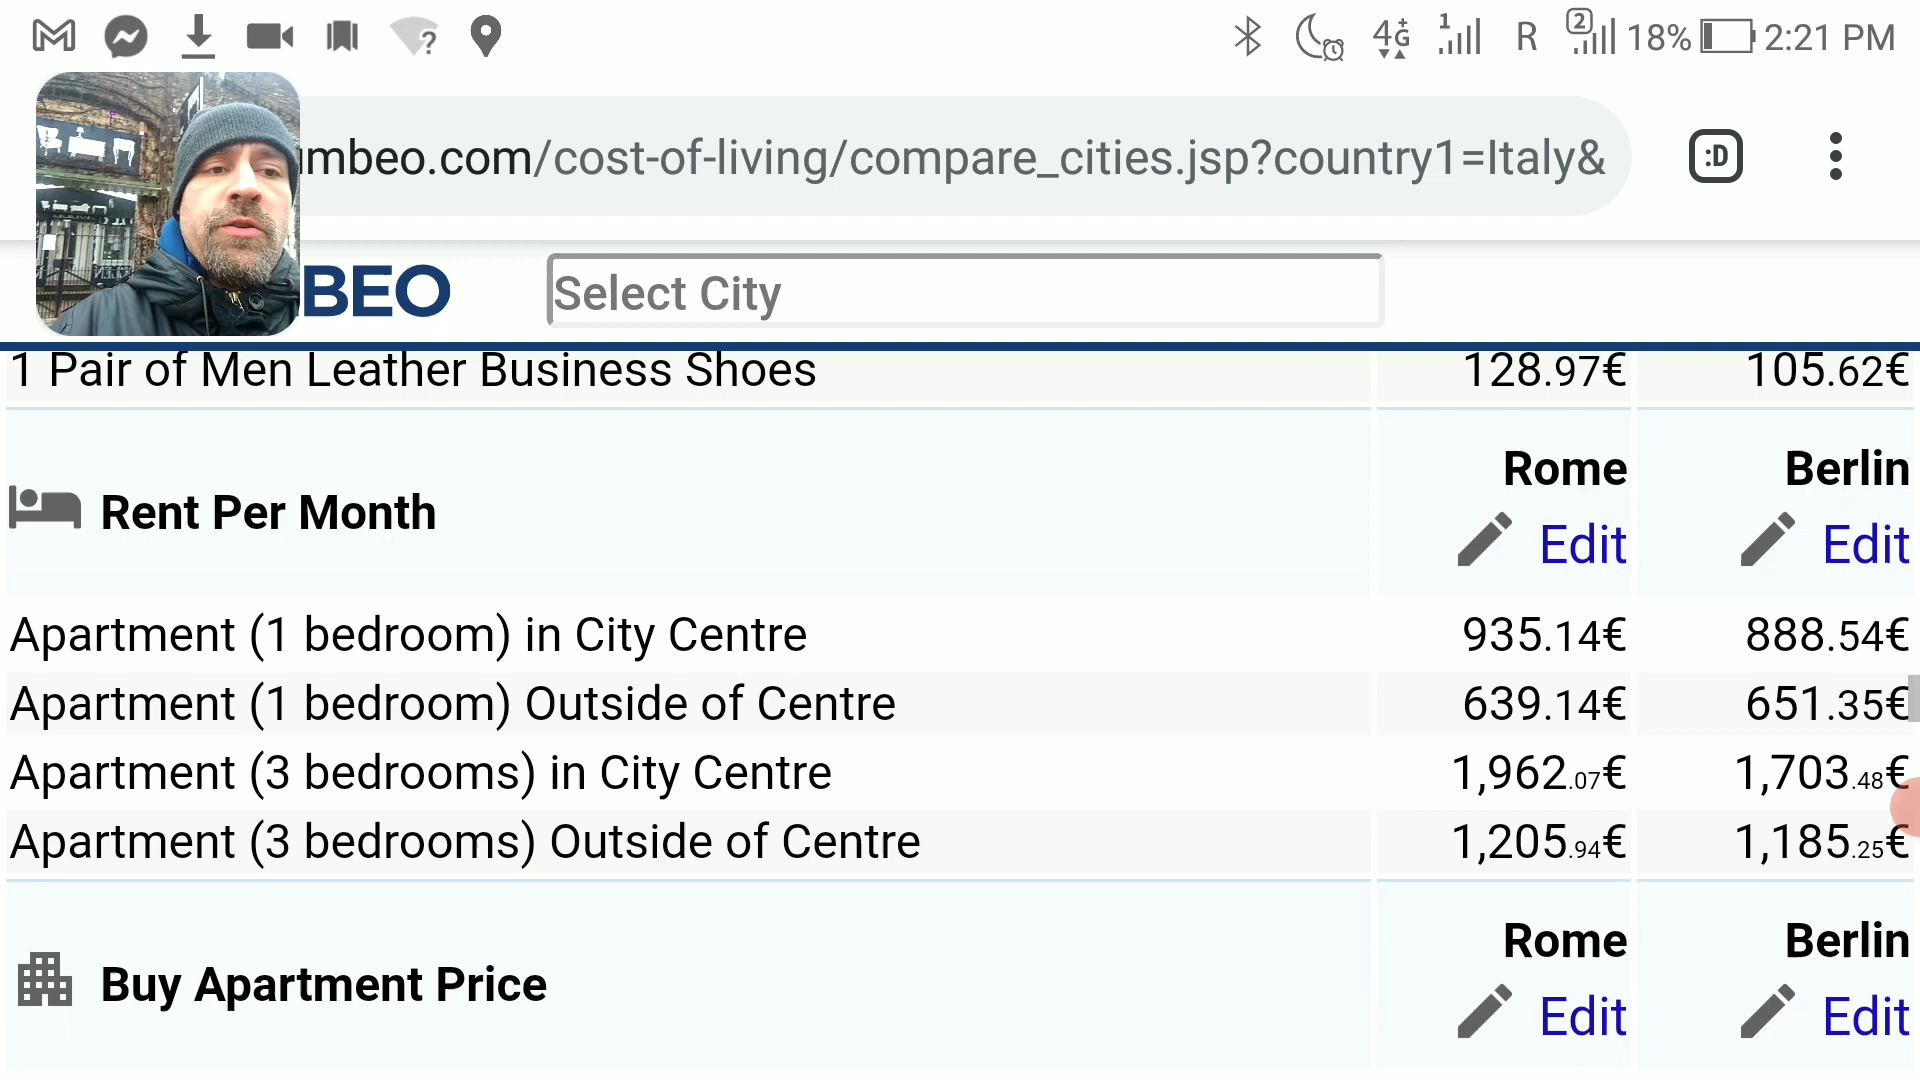 18% 2:21 PM
4G 1 R 2
?
mbeo.com/cost-of-living/compare_cities.jsp?country1=Italy&
:D
BEO
Select City
1 Pair of Men Leather Business Shoes 128.97€ 105.62€
Rent Per Month Rome Berlin
Edit Edit
Apartment (1 bedroom) in City Centre 935.14€ 888.54€
Apartment (1 bedroom) Outside of Centre 639.14€ 651.35€
Apartment (3 bedrooms) in City Centre 1,962.07€ 1,703.48€
Apartment (3 bedrooms) Outside of Centre 1,205.94€ 1,185.25€
Buy Apartment Price Rome Berlin
Edit Edit